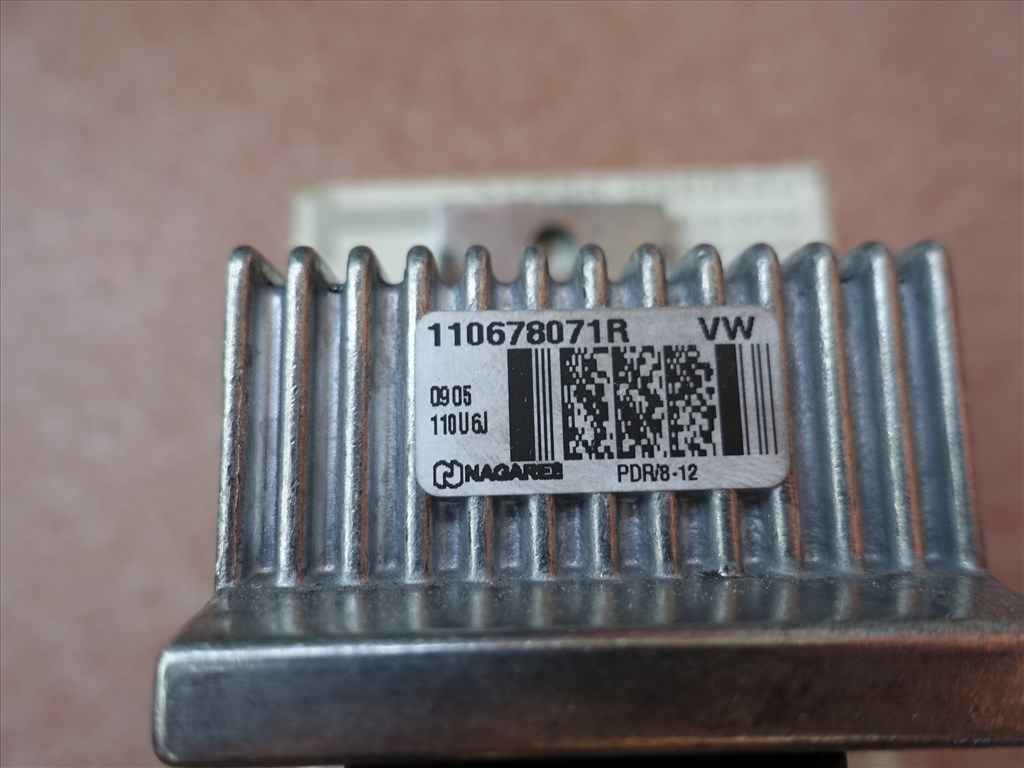 110678071R VW
0905
110U6J
NAGARES PDR/8-12